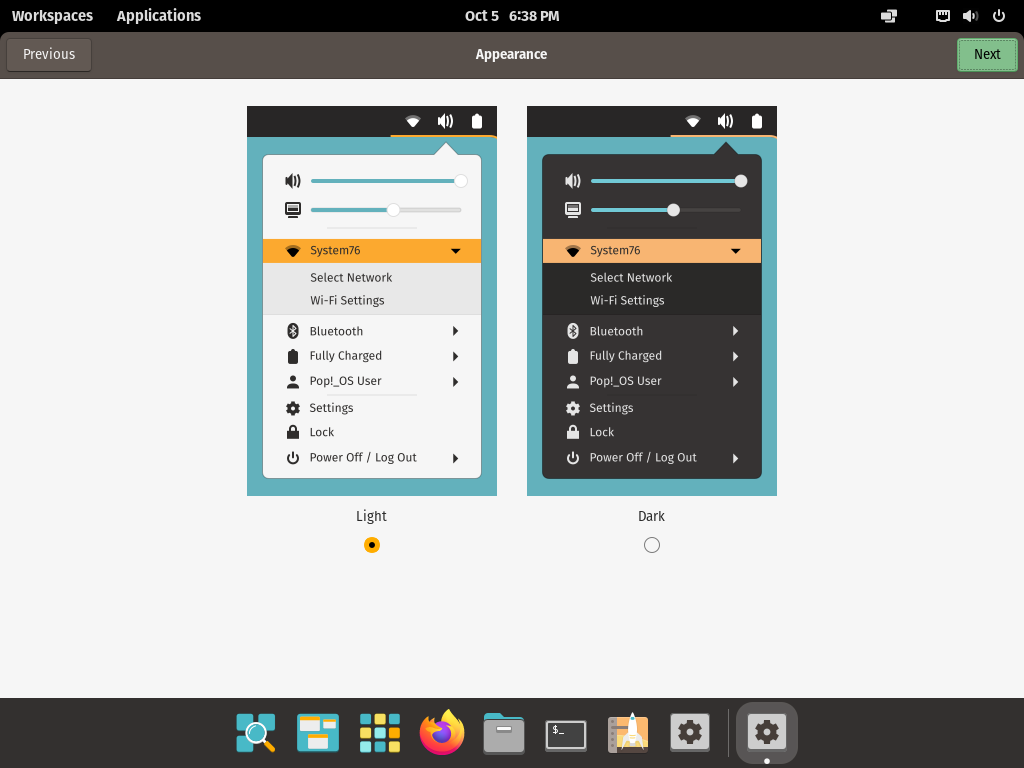 Workspaces Applications Oct 5 6:38 PM
Previous Appearance Next
System76
Select Network
Wi-Fi Settings
Bluetooth
Fully Charged
Pop!_OS User
Settings
Lock
Power Off / Log Out
Light
System76
Select Network
Wi-Fi Settings
Bluetooth
Fully Charged
Pop!_OS User
Settings
Lock
Power Off / Log Out
Dark
$_